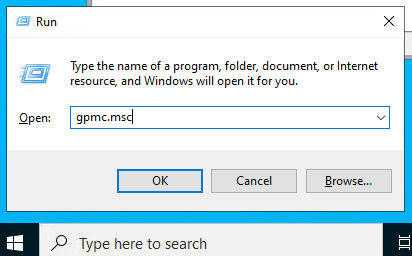 Run
Type the name of a program, folder, document, or Internet
resource, and Windows will open it for you.
Open: gpmc.msc
OK Cancel Browse...
Type here to search